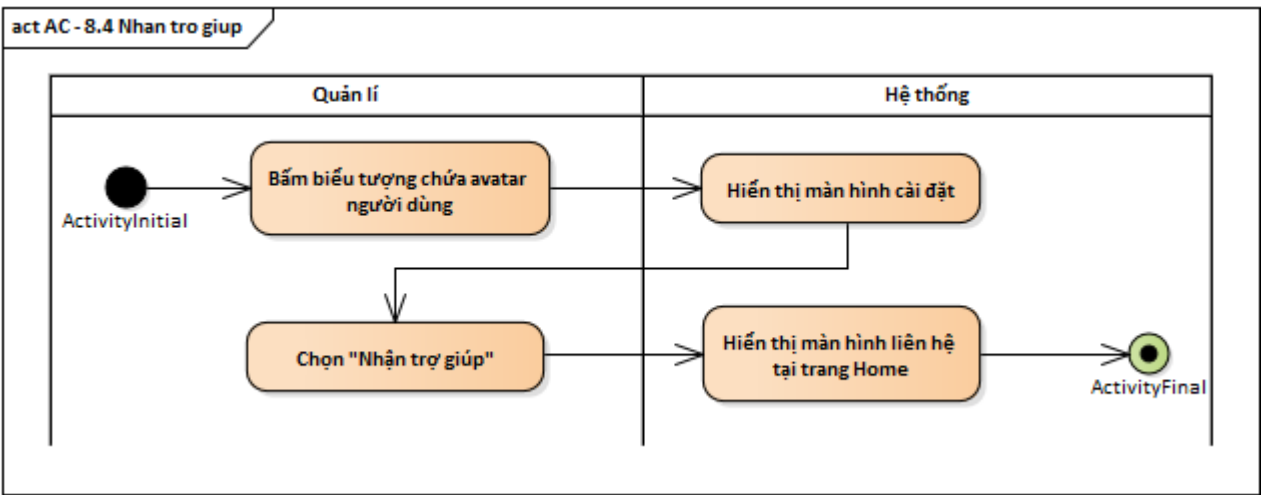 act AC - 8.4 Nhan tro giup
Quản lí
Hệ thống
Bấm biểu tượng chứa avatar
người dùng
Hiển thị màn hình cài đặt
ActivityInitial
Chọn "Nhận trợ giúp"
Hiển thị màn hình liên hệ
tại trang Home
ActivityFinal